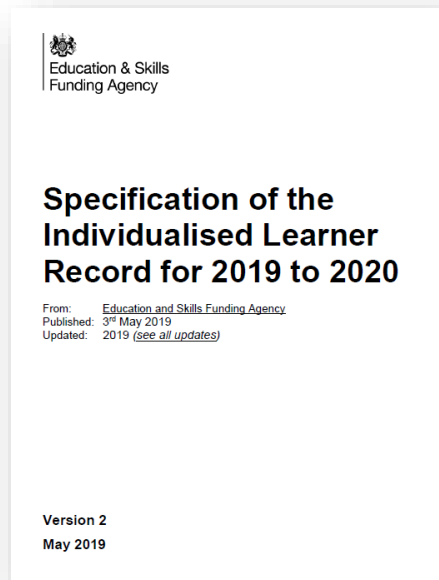 Education & Skills
Funding Agency
Specification of the
Individualised Learner
Record for 2019 to 2020
From: Education and Skills Funding Agency
Published: 3rd May 2019
Updated: 2019 (see all updates)
Version 2
May 2019